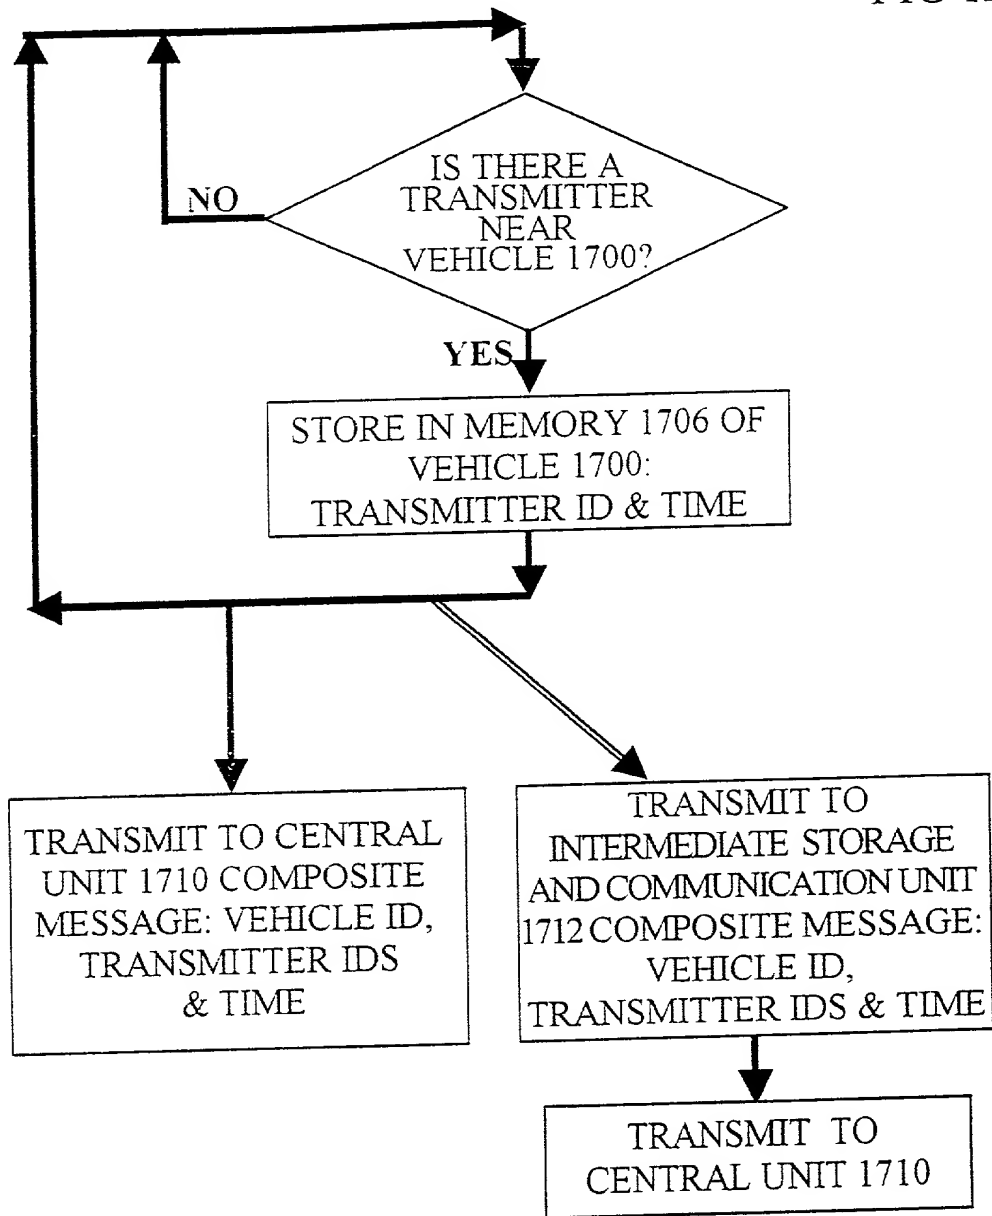 FIG
IS THERE A
TRANSMITTER
NEAR
VEHICLE 1700?
NO
YES
STORE IN MEMORY 1706 OF
VEHICLE 1700:
TRANSMITTER ID & TIME
TRANSMIT TO CENTRAL
UNIT 1710 COMPOSITE
MESSAGE: VEHICLE ID,
TRANSMITTER IDS
& TIME
TRANSMIT TO
INTERMEDIATE STORAGE
AND COMMUNICATION UNIT
1712 COMPOSITE MESSAGE:
VEHICLE ID,
TRANSMITTER IDS & TIME
TRANSMIT TO
CENTRAL UNIT 1710